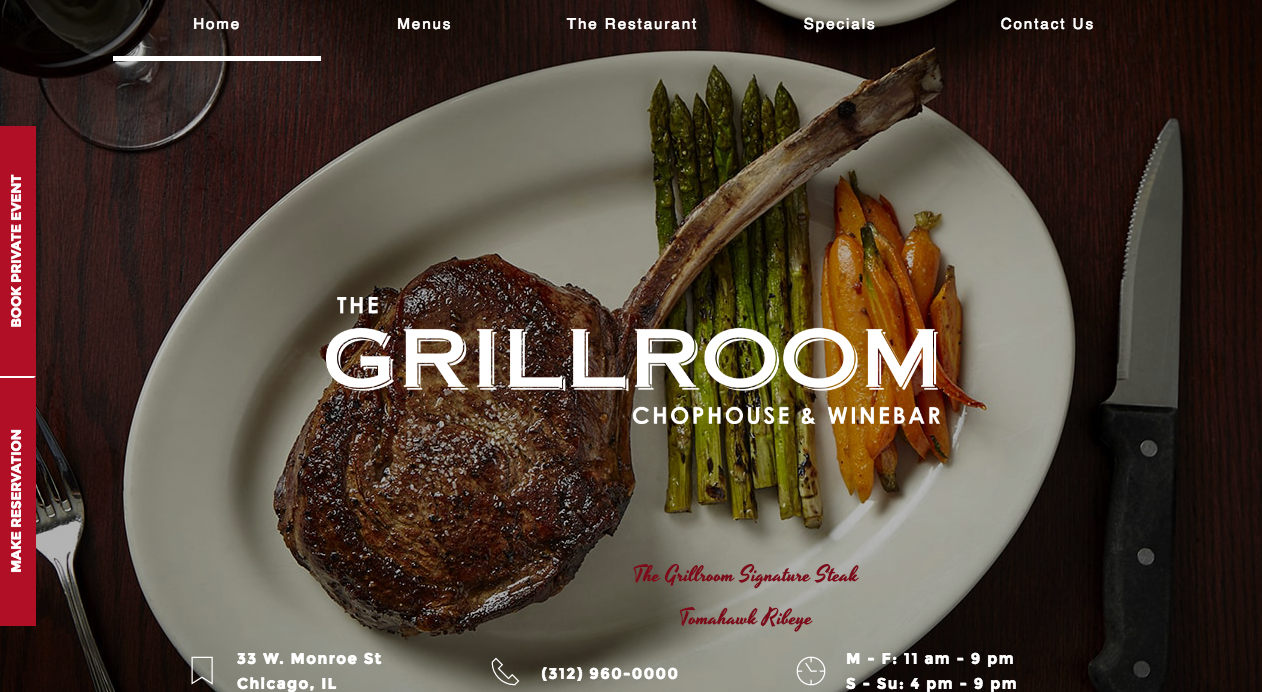 Home Menus The Restaurant Specials Contact Us
BOOK PRIVATE EVENT
MAKE RESERVATION
THE
GRILLROOM
CHOPHOUSE & WINEBAR
The Grillroom Signature Steak
Tomahawk Ribeye
33 W. Monroe St
Chicago, IL
(312) 960-0000
M - F: 11 am - 9 pm
S - Su: 4 pm - 9 pm